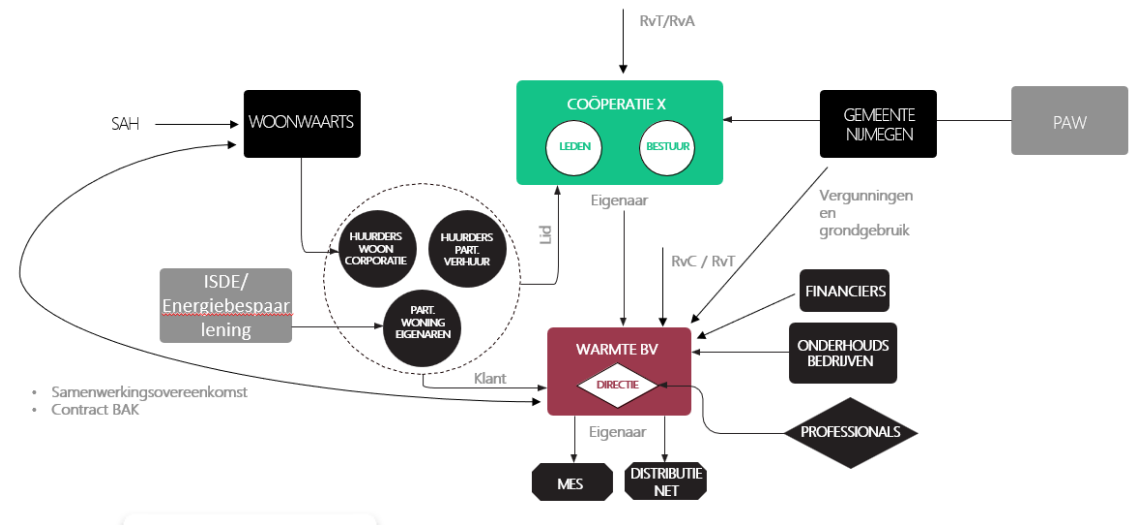 RvT/RvA
SAH
WOONWAARTS
COÖPERATIE X
LEDEN
BESTUUR
GEMEENTE
NIJMEGEN
PAW
Eigenaar
Vergunningen
en
grondgebruik
Lid
HUURDERS
WOON
CORPORATIE
HUURDERS
PART.
VERHUUR
RvC / RvT
ISDE/
Energiebespaar
lening
PART.
WONING
EIGENAREN
FINANCIERS
ONDERHOUDS
BEDRIJVEN
WARMTE BV
DIRECTIE
Klant
• Samenwerkingsovereenkomst
• Contract BAK
Eigenaar
PROFESSIONALS
MES
DISTRIBUTIE
NET